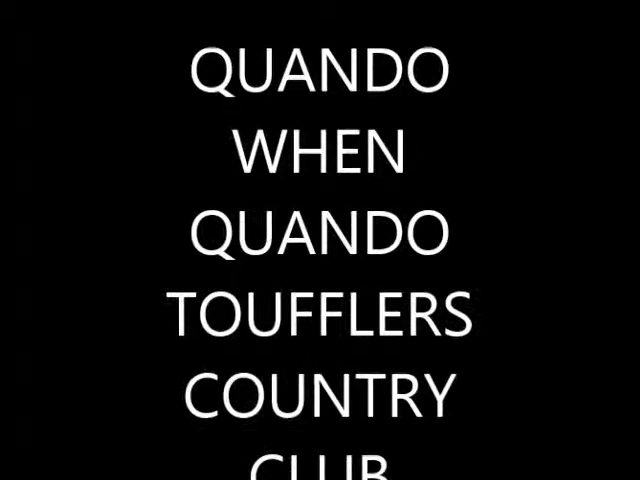 QUANDO
WHEN
QUANDO
TOUFFLERS
COUNTRY
CLUB